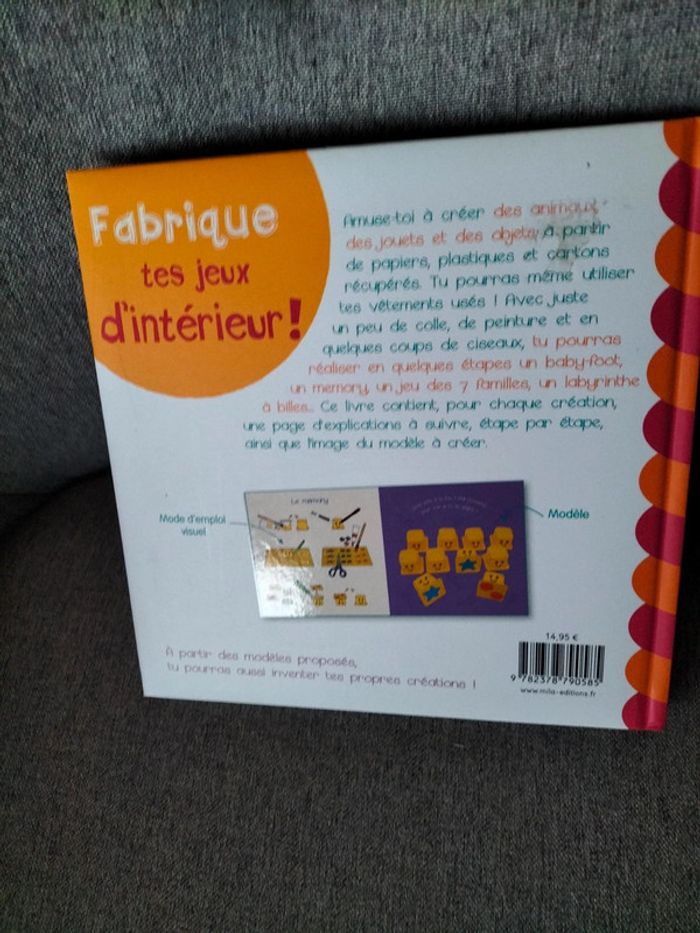 Fabrique
tes jeux
d'intérieur !
Amuse-toi à créer des animaux,
des jouets et des objets, à partir
de papiers, plastiques et cartons
récupérés. Tu pourras même utiliser
tes vêtements usés ! Avec juste
un peu de colle, de peinture et en
quelques coups de ciseaux, tu pourras
réaliser en quelques étapes un baby-foot,
un memory, un jeu des 7 familles, un labyrinthe
à billes... Ce livre contient, pour chaque création,
une page d'explications à suivre, étape par étape,
ainsi que l'image du modèle à créer.
Mode d'emploi
visuel
Le memory
Modèle
À partir des modèles proposés,
tu pourras aussi inventer tes propres créations !
14,95 €
9 782378 790585
www.mila-editions.fr